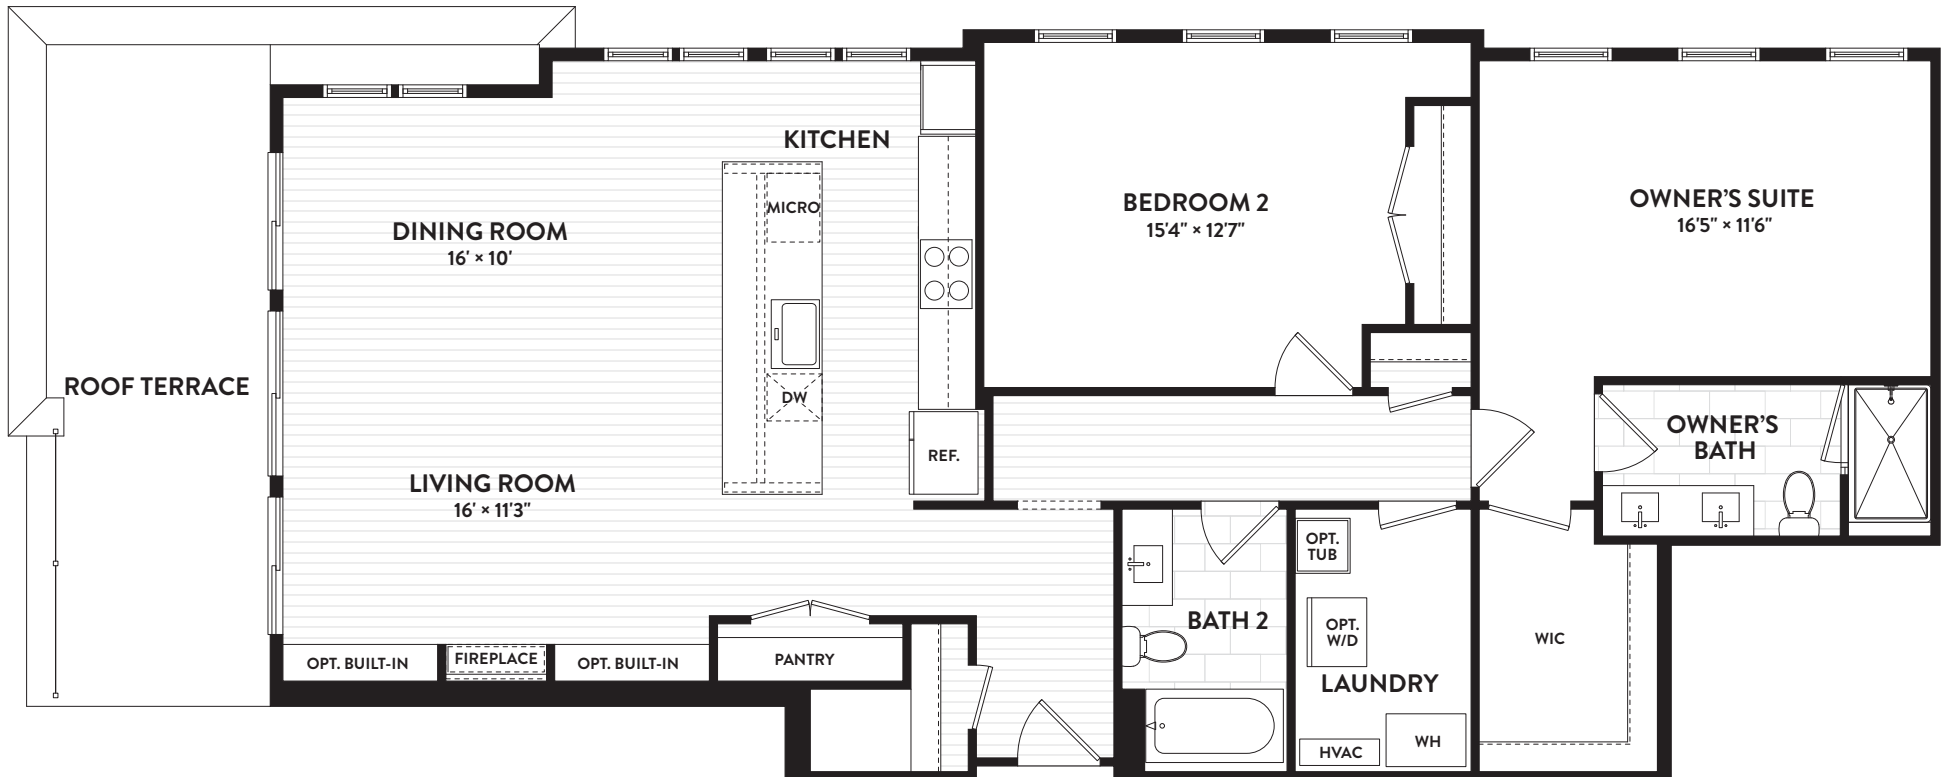 KITCHEN
MICRO
DINING ROOM
16' × 10'
BEDROOM 2
15'4" × 12'7"
OWNER'S SUITE
16'5" × 11'6"
ROOF TERRACE
DW
REF.
OWNER'S
BATH
LIVING ROOM
16' × 11'3"
OPT.
TUB
BATH 2
OPT.
W/D
WIC
OPT. BUILT-IN
FIREPLACE
OPT. BUILT-IN
PANTRY
LAUNDRY
HVAC
WH